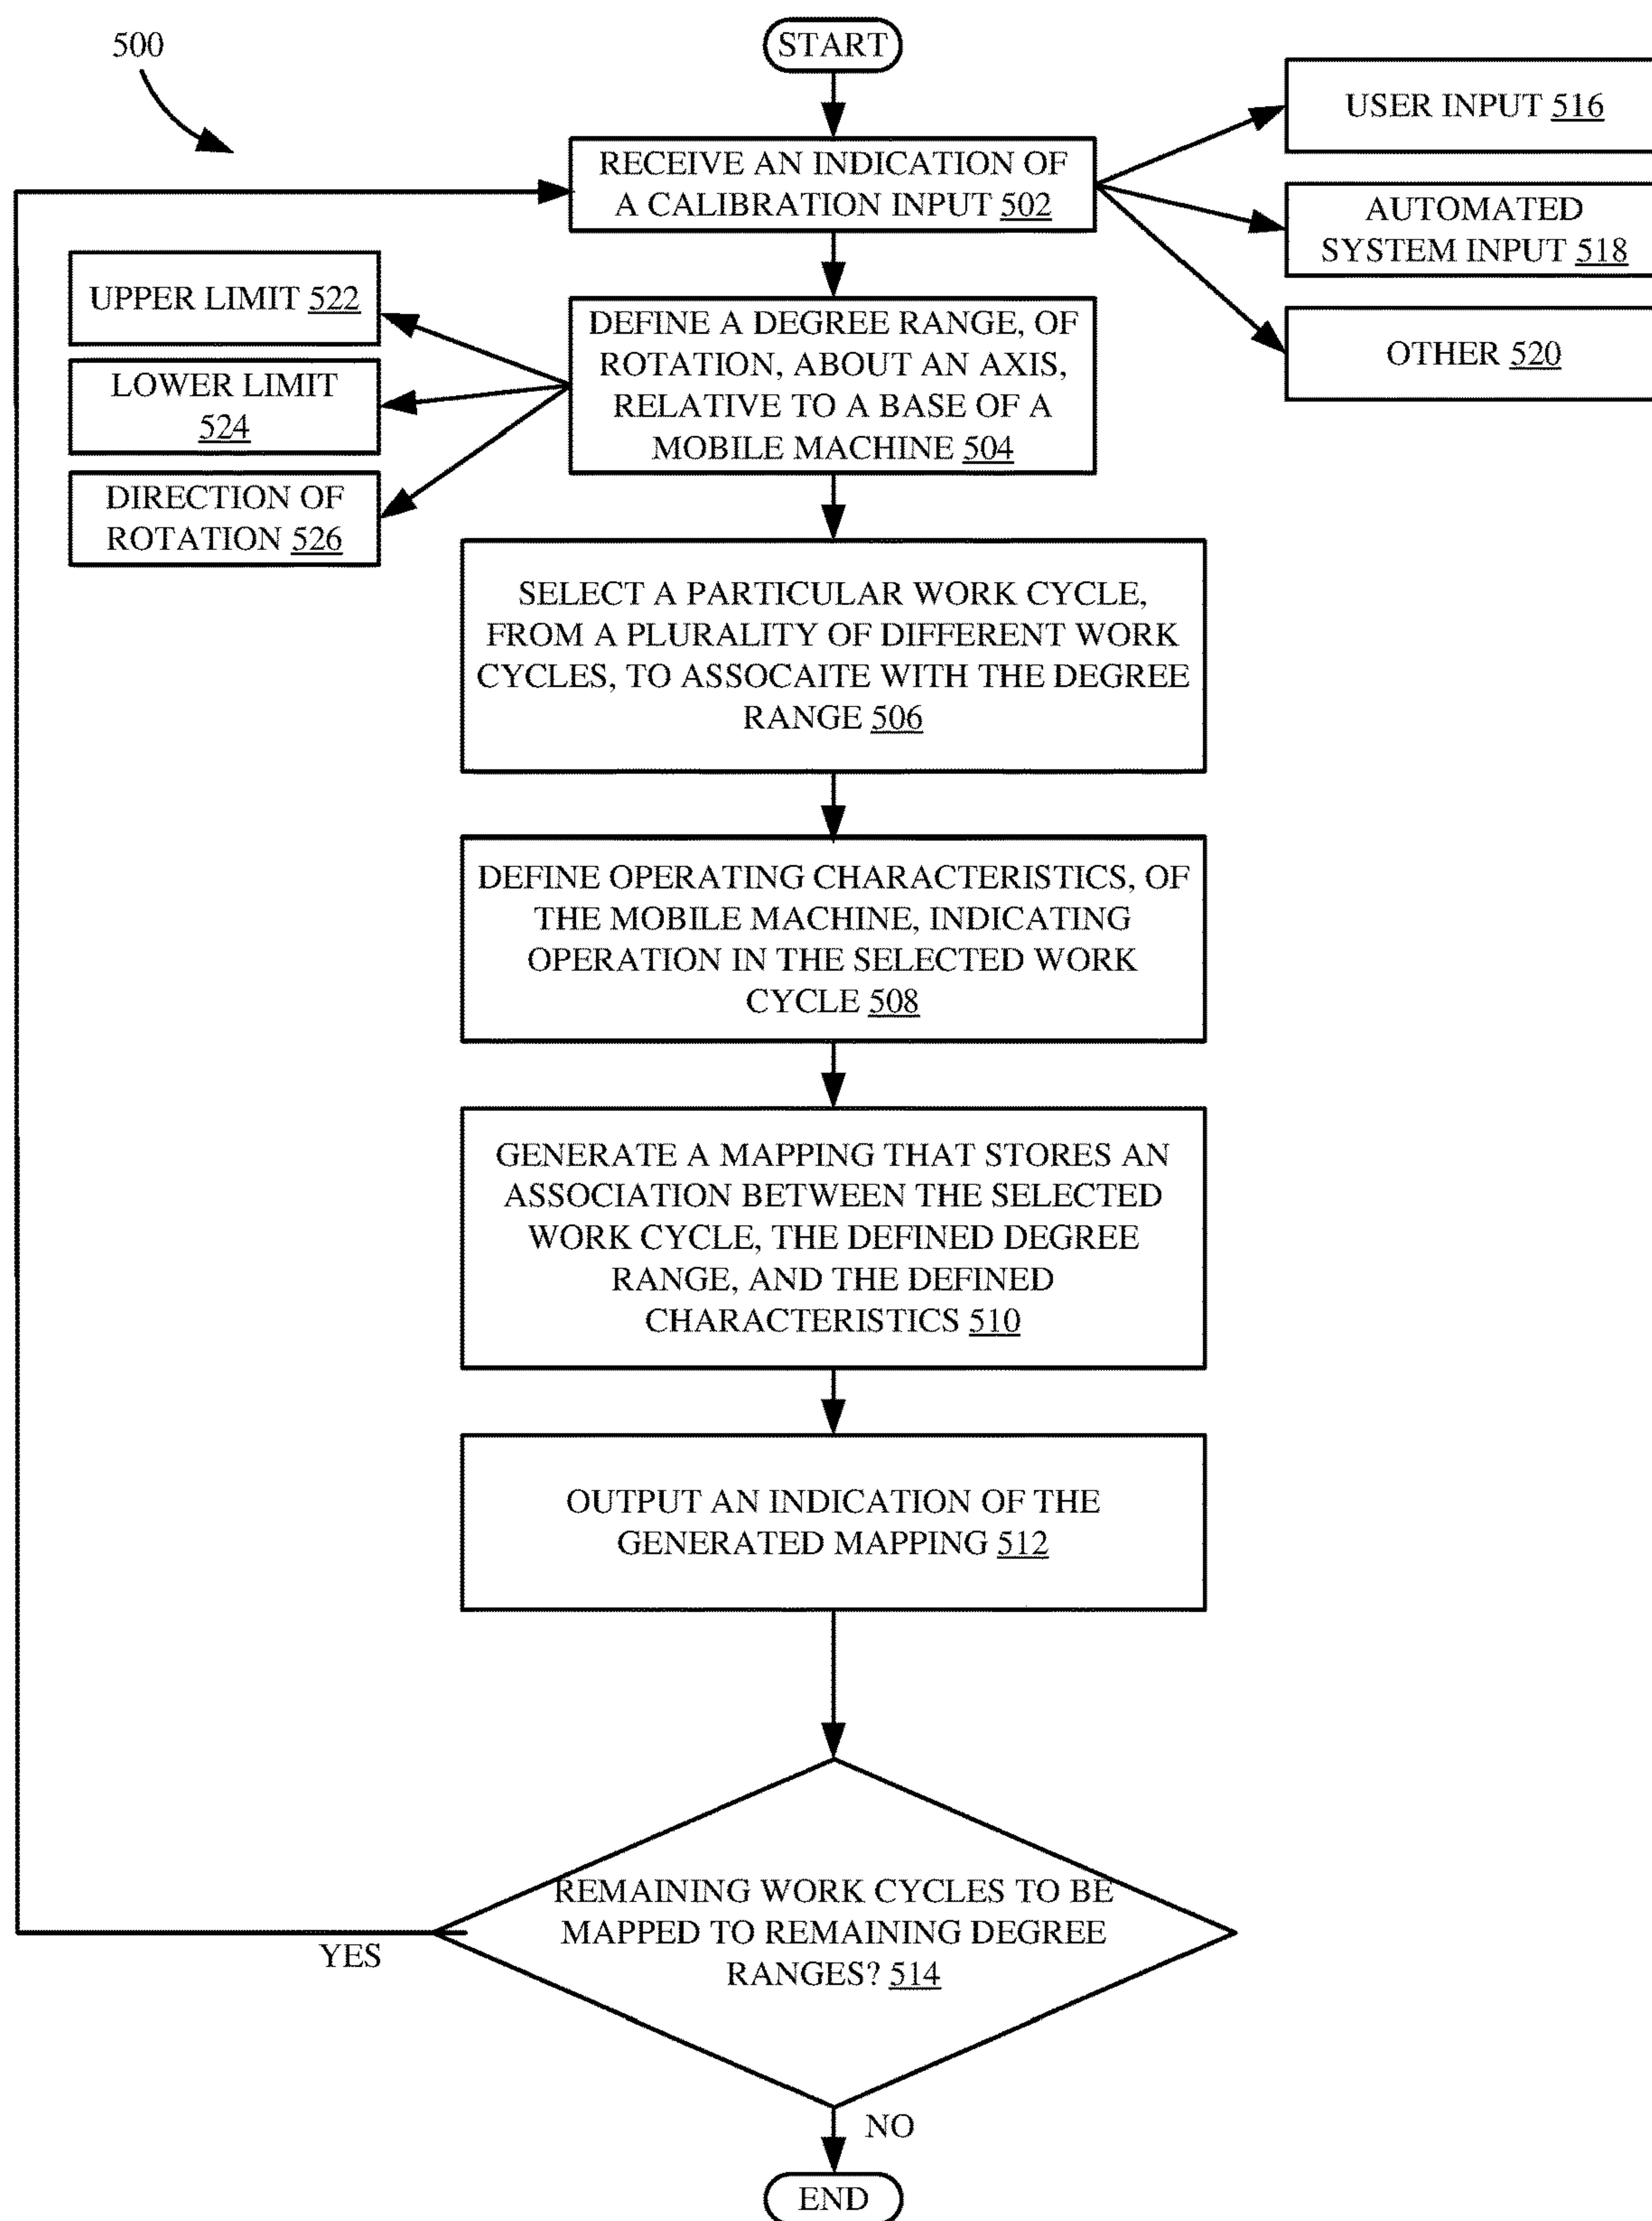 500
START
RECEIVE AN INDICATION OF
A CALIBRATION INPUT 502
USER INPUT 516
AUTOMATED
SYSTEM INPUT 518
OTHER 520
UPPER LIMIT 522
LOWER LIMIT
524
DIRECTION OF
ROTATION 526
DEFINE A DEGREE RANGE, OF
ROTATION, ABOUT AN AXIS,
RELATIVE TO A BASE OF A
MOBILE MACHINE 504
SELECT A PARTICULAR WORK CYCLE,
FROM A PLURALITY OF DIFFERENT WORK
CYCLES, TO ASSOCAITE WITH THE DEGREE
RANGE 506
DEFINE OPERATING CHARACTERISTICS, OF
THE MOBILE MACHINE, INDICATING
OPERATION IN THE SELECTED WORK
CYCLE 508
GENERATE A MAPPING THAT STORES AN
ASSOCIATION BETWEEN THE SELECTED
WORK CYCLE, THE DEFINED DEGREE
RANGE, AND THE DEFINED
CHARACTERISTICS 510
OUTPUT AN INDICATION OF THE
GENERATED MAPPING 512
REMAINING WORK CYCLES TO BE
MAPPED TO REMAINING DEGREE
RANGES? 514
YES
NO
END